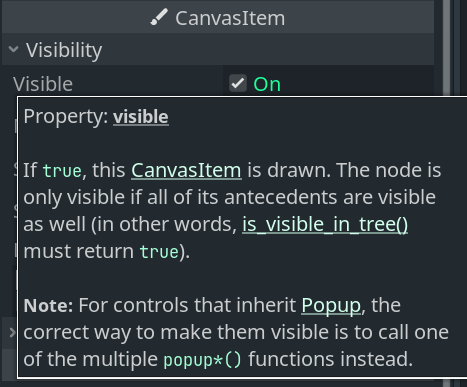 CanvasItem
Visibility
Visible On
Property: visible
If true, this CanvasItem is drawn. The node is
only visible if all of its antecedents are visible
as well (in other words, is_visible_in_tree()
must return true).
Note: For controls that inherit Popup, the
correct way to make them visible is to call one
of the multiple popup*() functions instead.